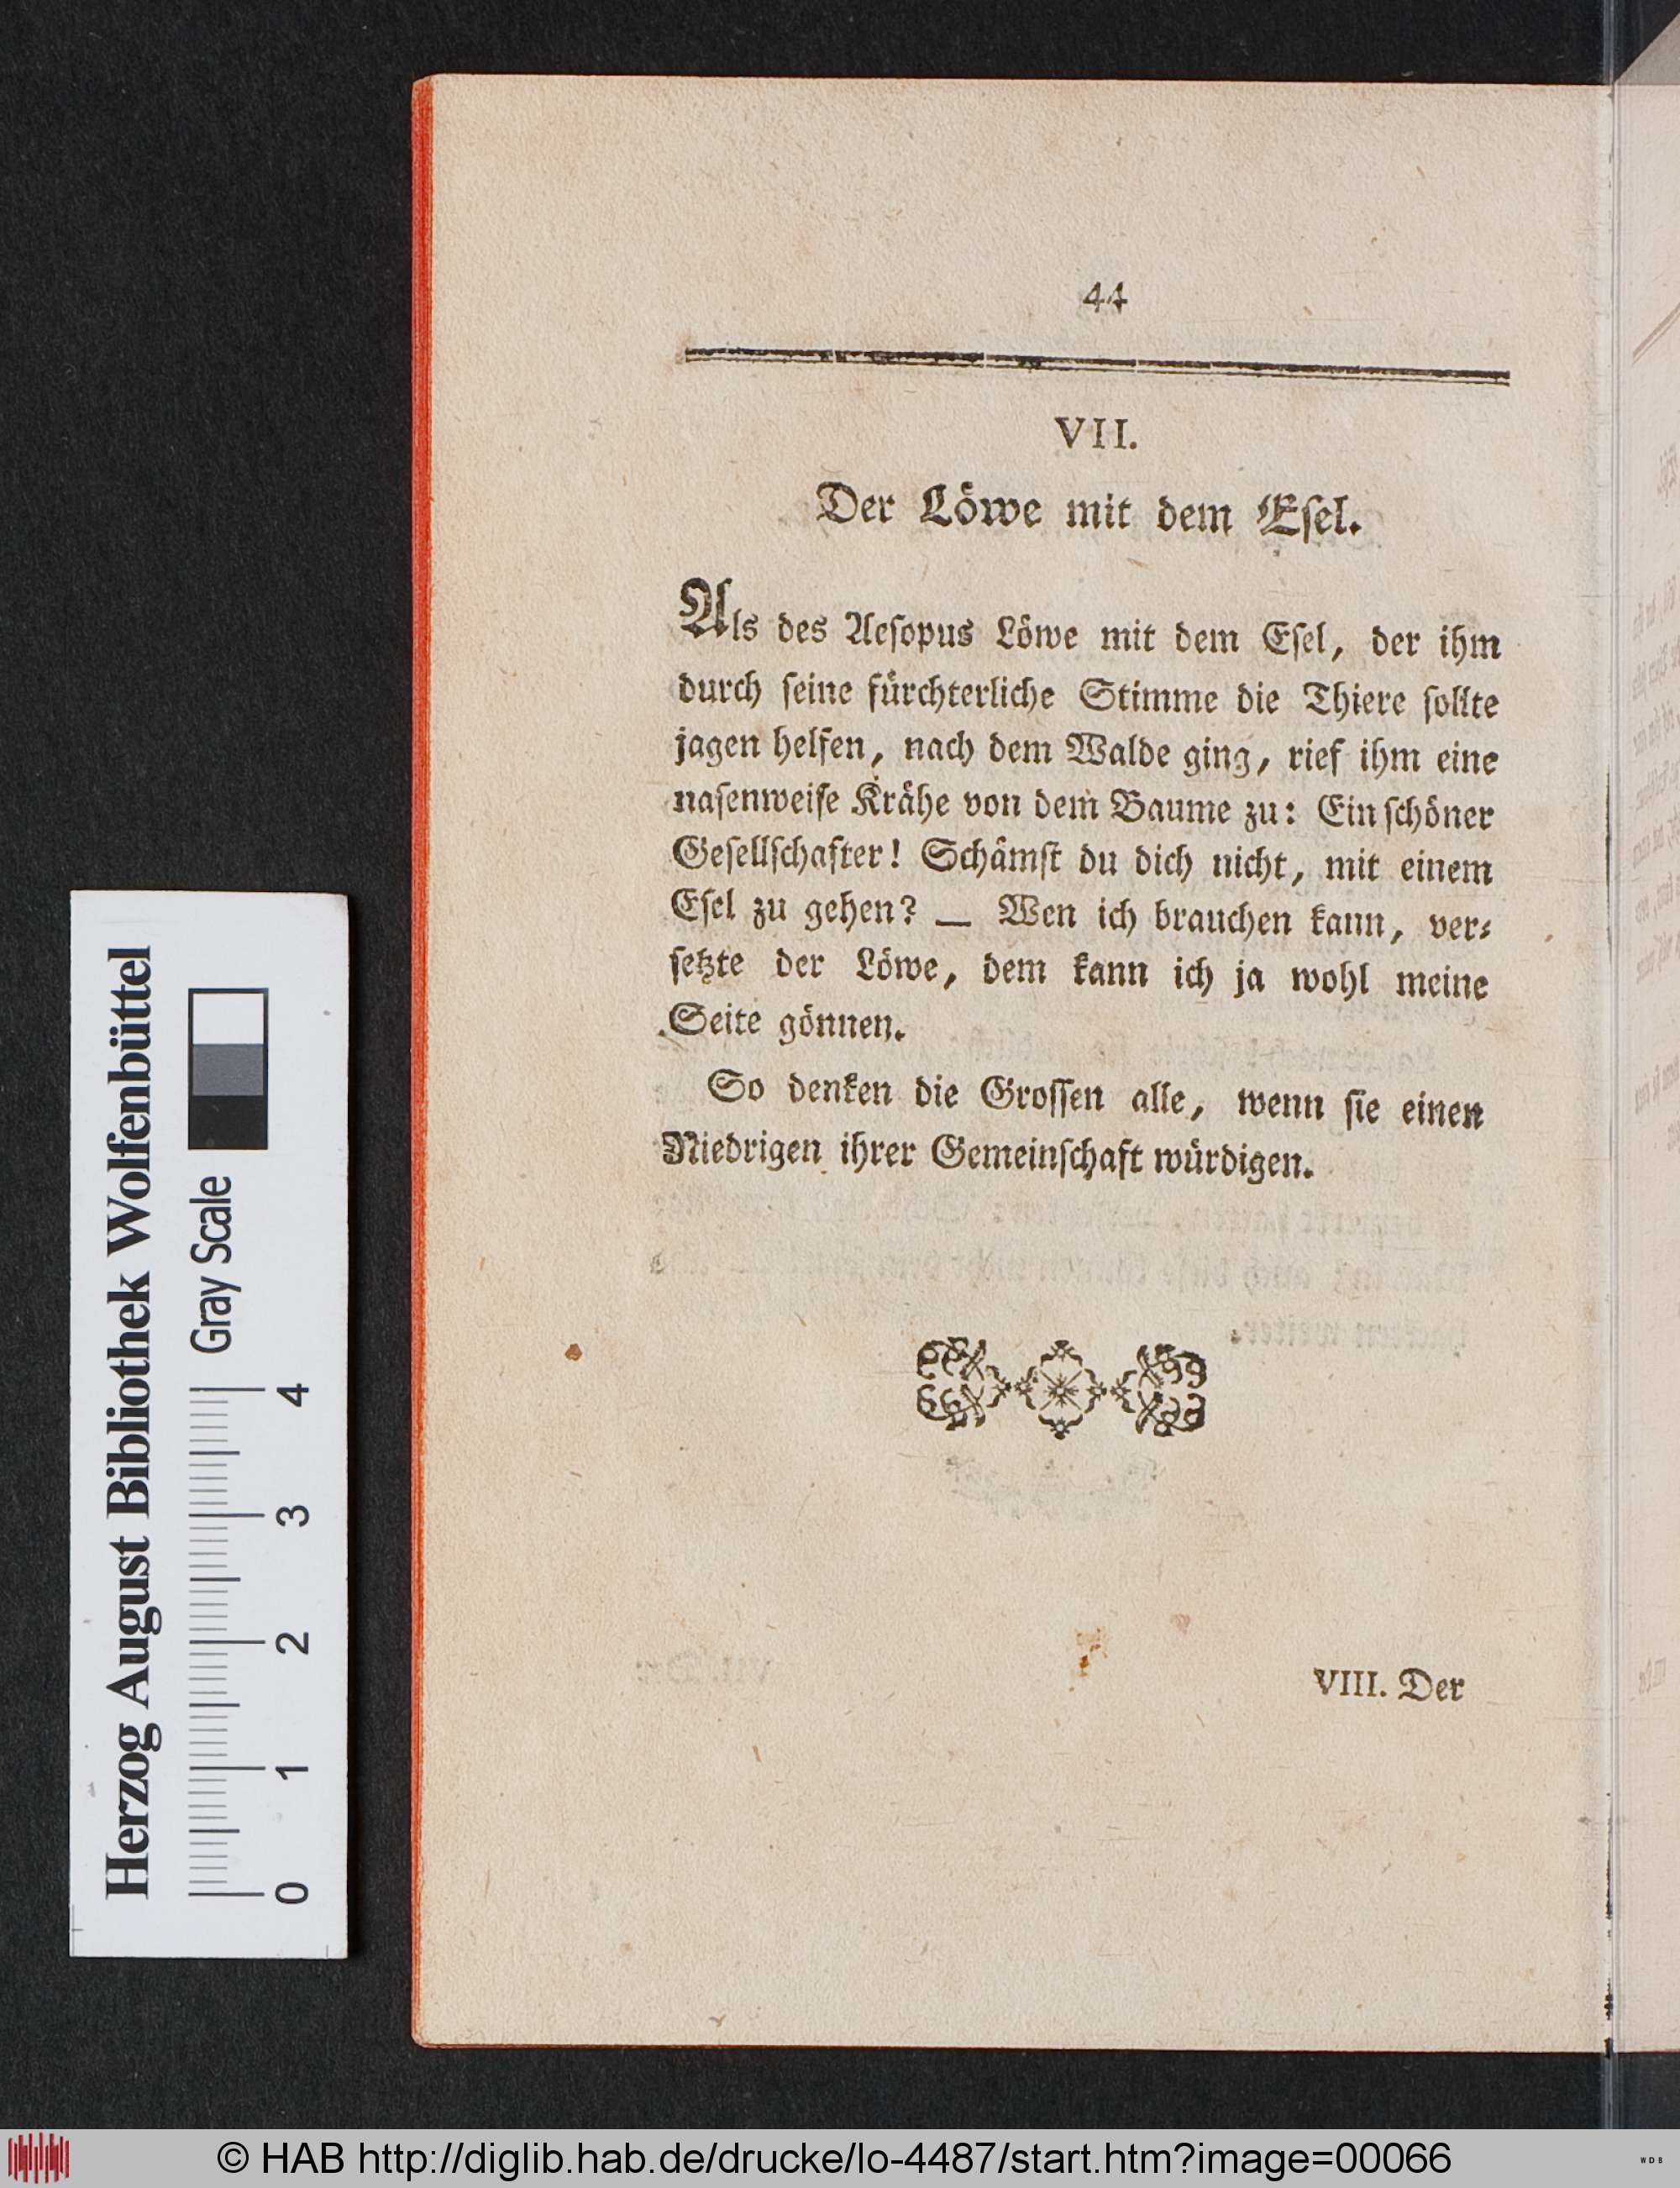 44
VII.
Der Löwe mit dem Eſel.
Als des Aeſopus Löwe mit dem Eſel, der ihm
durch ſeine fürchterliche Stimme die Thiere ſollte
jagen helfen, nach dem Walde ging, rief ihm eine
naſenweiſe Krähe von dem Baume zu: Ein ſchöner
Geſellſchafter! Schämſt du dich nicht, mit einem
Eſel zu gehen? — Wen ich brauchen kann, ver⸗
ſetzte der Löwe, dem kann ich ja wohl meine
Seite gönnen.
So denken die Groſſen alle, wenn ſie einen
Niedrigen ihrer Gemeinſchaft würdigen.
VIII. Der
Herzog August Bibliothek Wolfenbüttel
Gray Scale
0 1 2 3 4
© HAB http://diglib.hab.de/drucke/lo-4487/start.htm?image=00066
WDB